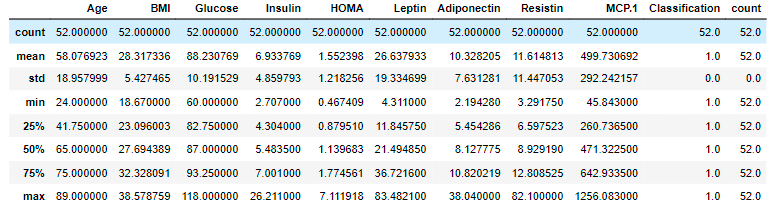 Age BMI Glucose Insulin HOMA Leptin Adiponectin Resistin MCP.1 Classification count
count 52.000000 52.000000 52.000000 52.000000 52.000000 52.000000 52.000000 52.000000 52.000000 52.0 52.0
mean 58.076923 28.317336 88.230769 6.933769 1.552398 26.637933 10.328205 11.614813 499.730692 1.0 52.0
std 18.957999 5.427465 10.191529 4.859793 1.218256 19.334699 7.631281 11.447053 292.242157 0.0 0.0
min 24.000000 18.670000 60.000000 2.707000 0.467409 4.311000 2.194280 3.291750 45.843000 1.0 52.0
25% 41.750000 23.096003 82.750000 4.304000 0.879510 11.845750 5.454286 6.597523 260.736500 1.0 52.0
50% 65.000000 27.694389 87.000000 5.483500 1.139683 21.494850 8.127775 8.929190 471.322500 1.0 52.0
75% 75.000000 32.328091 93.250000 7.001000 1.774561 36.721600 10.820219 12.808525 642.933500 1.0 52.0
max 89.000000 38.578759 118.000000 26.211000 7.111918 83.482100 38.040000 82.100000 1256.083000 1.0 52.0